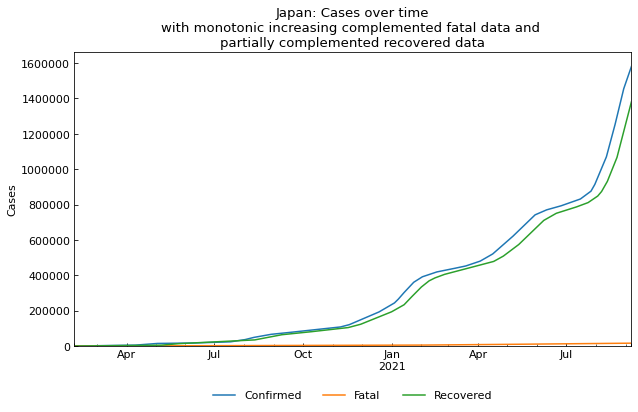 Japan: Cases over time
with monotonic increasing complemented fatal data and
partially complemented recovered data
1600000
1400000
1200000
1000000
800000
600000
400000
200000
0
Cases
Apr
Jul
Oct
Jan
2021
Apr
Jul
Confirmed
Fatal
Recovered